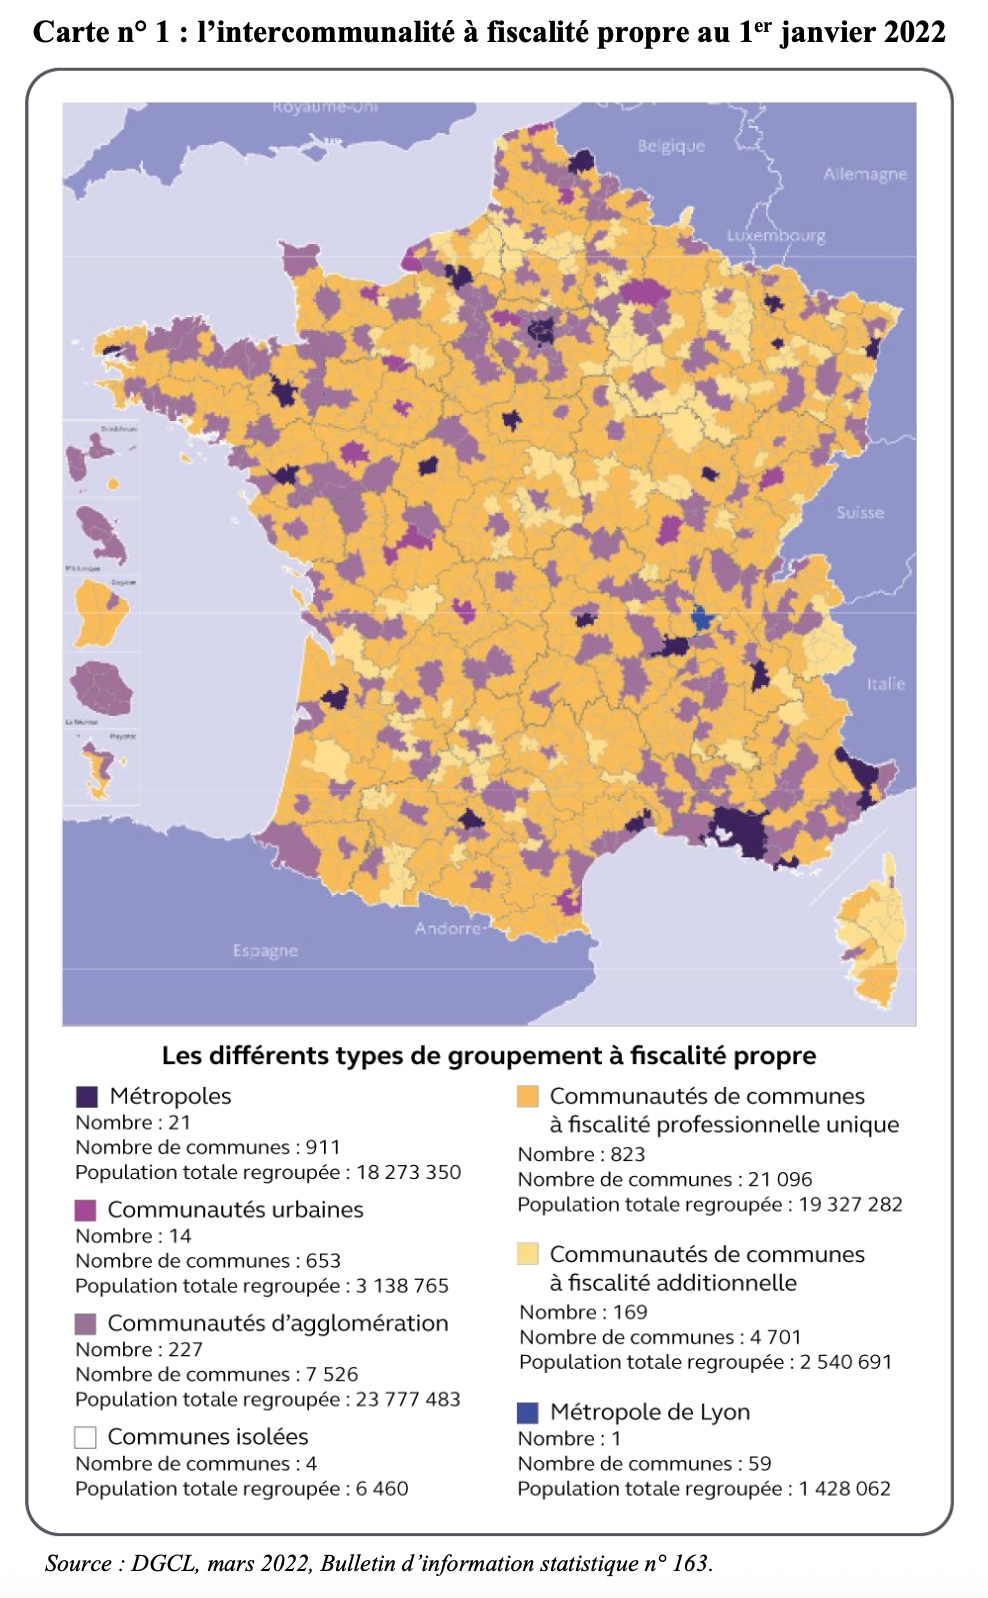 Carte n° 1 : l’intercommunalité à fiscalité propre au 1er janvier 2022
Royaume-Uni
Belgique
Allemagne
Luxembourg
Guadeloupe
Suisse
Martinique
Guyane
Italie
La Réunion
Mayotte
Andorre
Espagne
Les différents types de groupement à fiscalité propre
Métropoles
Nombre : 21
Nombre de communes : 911
Population totale regroupée : 18 273 350
Communautés urbaines
Nombre : 14
Nombre de communes : 653
Population totale regroupée : 3 138 765
Communautés d’agglomération
Nombre : 227
Nombre de communes : 7 526
Population totale regroupée : 23 777 483
Communes isolées
Nombre de communes : 4
Population totale regroupée : 6 460
Communautés de communes
à fiscalité professionnelle unique
Nombre : 823
Nombre de communes : 21 096
Population totale regroupée : 19 327 282
Communautés de communes
à fiscalité additionnelle
Nombre : 169
Nombre de communes : 4 701
Population totale regroupée : 2 540 691
Métropole de Lyon
Nombre : 1
Nombre de communes : 59
Population totale regroupée : 1 428 062
Source : DGCL, mars 2022, Bulletin d’information statistique n° 163.